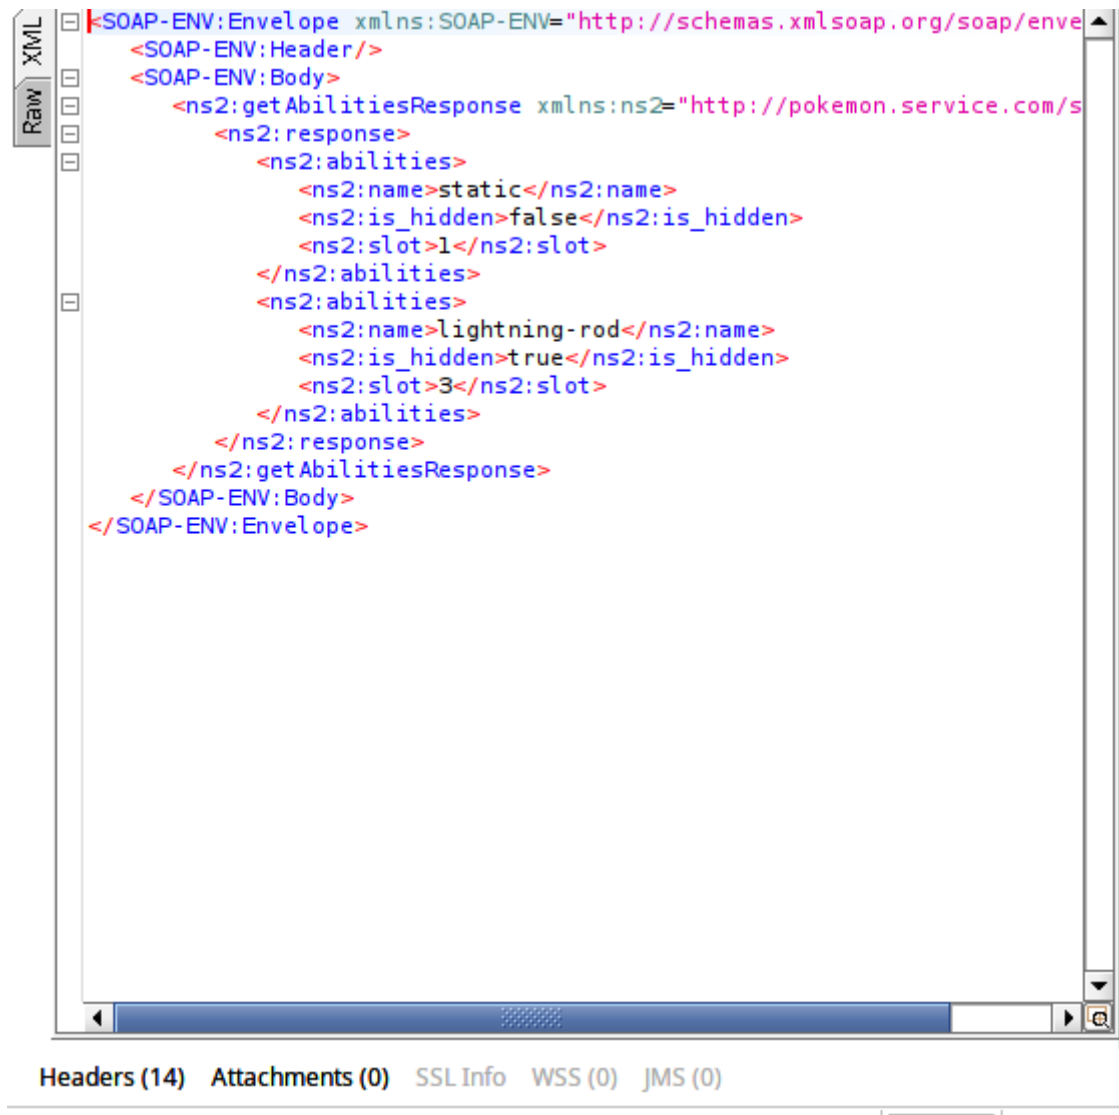 XML
Raw
<SOAP-ENV:Envelope xmlns:SOAP-ENV="http://schemas.xmlsoap.org/soap/enve
<SOAP-ENV:Header/>
<SOAP-ENV:Body>
<ns2:getAbilitiesResponse xmlns:ns2="http://pokemon.service.com/s
<ns2:response>
<ns2:abilities>
<ns2:name>static</ns2:name>
<ns2:is_hidden>false</ns2:is_hidden>
<ns2:slot>1</ns2:slot>
</ns2:abilities>
<ns2:abilities>
<ns2:name>lightning-rod</ns2:name>
<ns2:is_hidden>true</ns2:is_hidden>
<ns2:slot>3</ns2:slot>
</ns2:abilities>
</ns2:response>
</ns2:getAbilitiesResponse>
</SOAP-ENV:Body>
</SOAP-ENV:Envelope>
Headers (14) Attachments (0) SSL Info WSS (0) JMS (0)